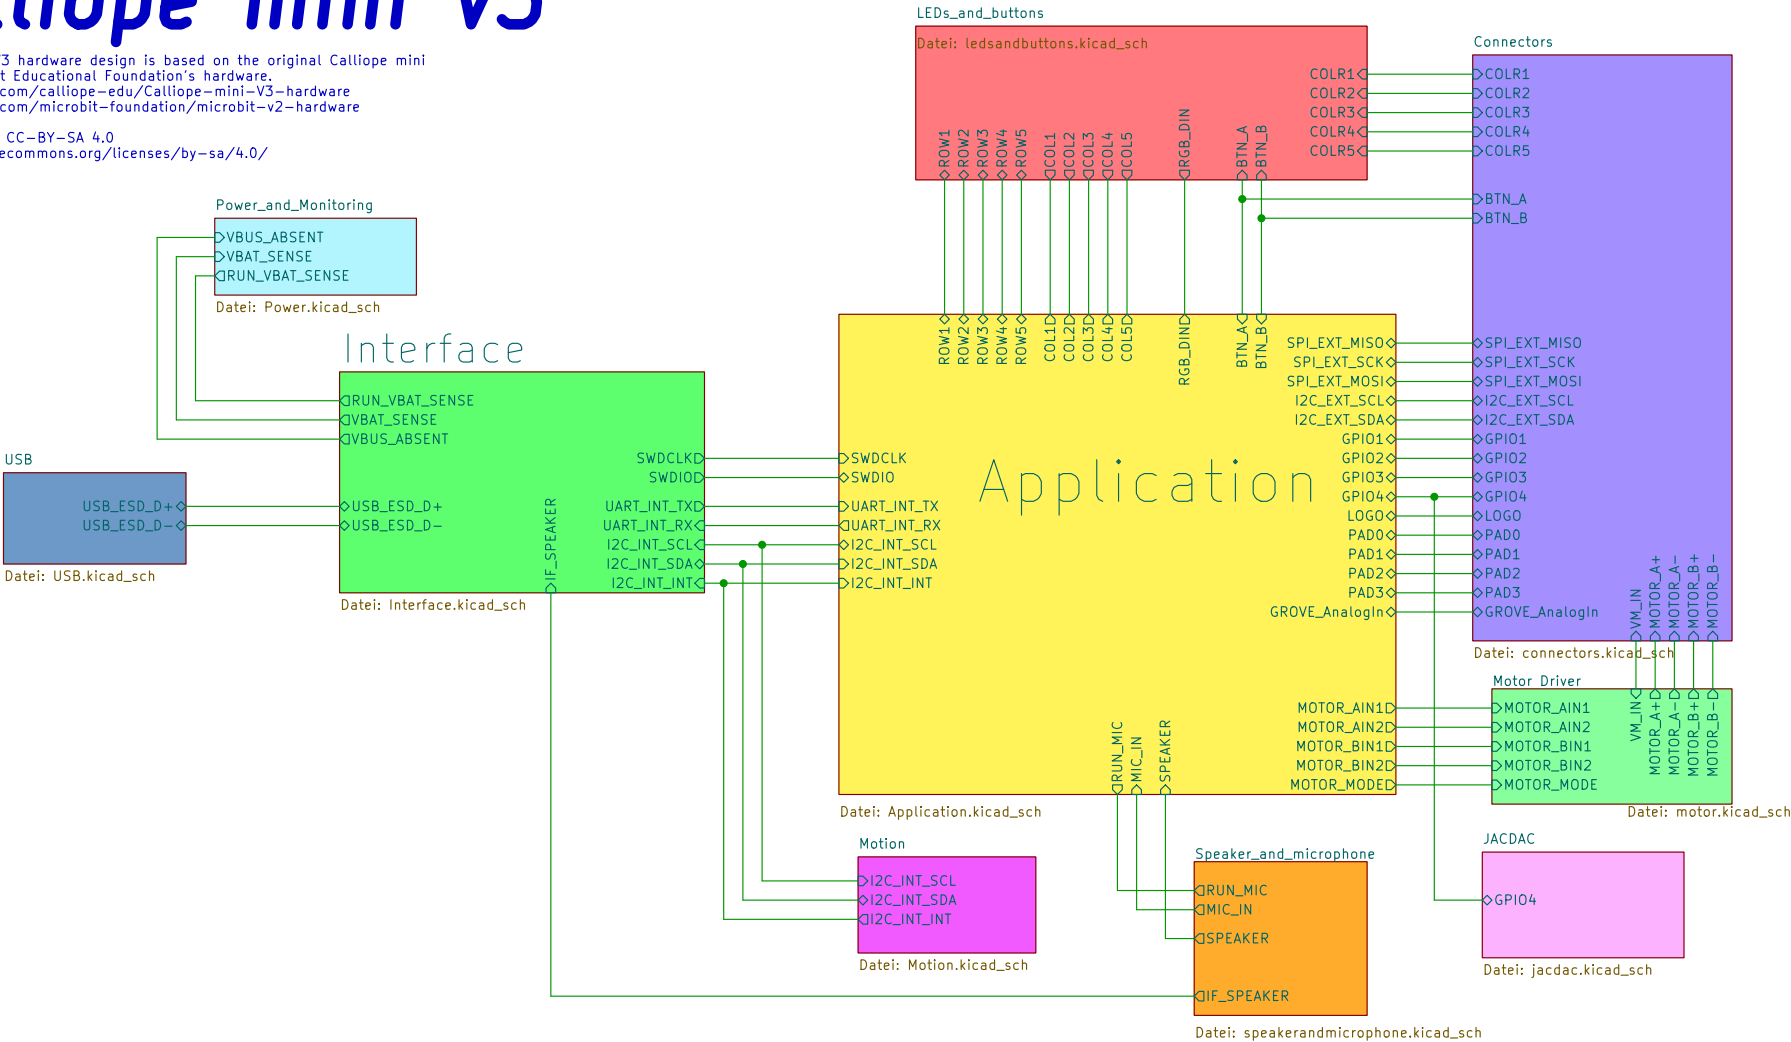 lliope mini V3
V3 hardware design is based on the original Calliope mini
t Educational Foundation's hardware.
com/calliope-edu/Calliope-mini-V3-hardware
com/microbit-foundation/microbit-v2-hardware
CC-BY-SA 4.0
ecommons.org/licenses/by-sa/4.0/
LEDs_and_buttons
Datei: ledsandbuttons.kicad_sch
COLR1
COLR2
COLR3
COLR4
COLR5
ROW1
ROW2
ROW3
ROW4
ROW5
COL1
COL2
COL3
COL4
COL5
RGB_DIN
BTN_A
BTN_B
Connectors
COLR1
COLR2
COLR3
COLR4
COLR5
BTN_A
BTN_B
SPI_EXT_MISO
SPI_EXT_SCK
SPI_EXT_MOSI
I2C_EXT_SCL
I2C_EXT_SDA
GPIO1
GPIO2
GPIO3
GPIO4
LOGO
PAD0
PAD1
PAD2
PAD3
GROVE_AnalogIn
VM_IN
MOTOR_A+
MOTOR_A-
MOTOR_B+
MOTOR_B-
Datei: connectors.kicad_sch
Power_and_Monitoring
VBUS_ABSENT
VBAT_SENSE
RUN_VBAT_SENSE
Datei: Power.kicad_sch
Interface
RUN_VBAT_SENSE
VBAT_SENSE
VBUS_ABSENT
USB_ESD_D+
USB_ESD_D-
IF_SPEAKER
SWDCLK
SWDIO
UART_INT_TX
UART_INT_RX
I2C_INT_SCL
I2C_INT_SDA
I2C_INT_INT
Datei: Interface.kicad_sch
USB
USB_ESD_D+
USB_ESD_D-
Datei: USB.kicad_sch
Application
ROW1
ROW2
ROW3
ROW4
ROW5
COL1
COL2
COL3
COL4
COL5
RGB_DIN
BTN_A
BTN_B
SWDCLK
SWDIO
UART_INT_TX
UART_INT_RX
I2C_INT_SCL
I2C_INT_SDA
I2C_INT_INT
SPI_EXT_MISO
SPI_EXT_SCK
SPI_EXT_MOSI
I2C_EXT_SCL
I2C_EXT_SDA
GPIO1
GPIO2
GPIO3
GPIO4
LOGO
PAD0
PAD1
PAD2
PAD3
GROVE_AnalogIn
MOTOR_AIN1
MOTOR_AIN2
MOTOR_BIN1
MOTOR_BIN2
MOTOR_MODE
RUN_MIC
MIC_IN
SPEAKER
Datei: Application.kicad_sch
Motor Driver
MOTOR_AIN1
MOTOR_AIN2
MOTOR_BIN1
MOTOR_BIN2
MOTOR_MODE
VM_IN
MOTOR_A+
MOTOR_A-
MOTOR_B+
MOTOR_B-
Datei: motor.kicad_sch
Motion
I2C_INT_SCL
I2C_INT_SDA
I2C_INT_INT
Datei: Motion.kicad_sch
Speaker_and_microphone
RUN_MIC
MIC_IN
SPEAKER
IF_SPEAKER
Datei: speakerandmicrophone.kicad_sch
JACDAC
GPIO4
Datei: jacdac.kicad_sch